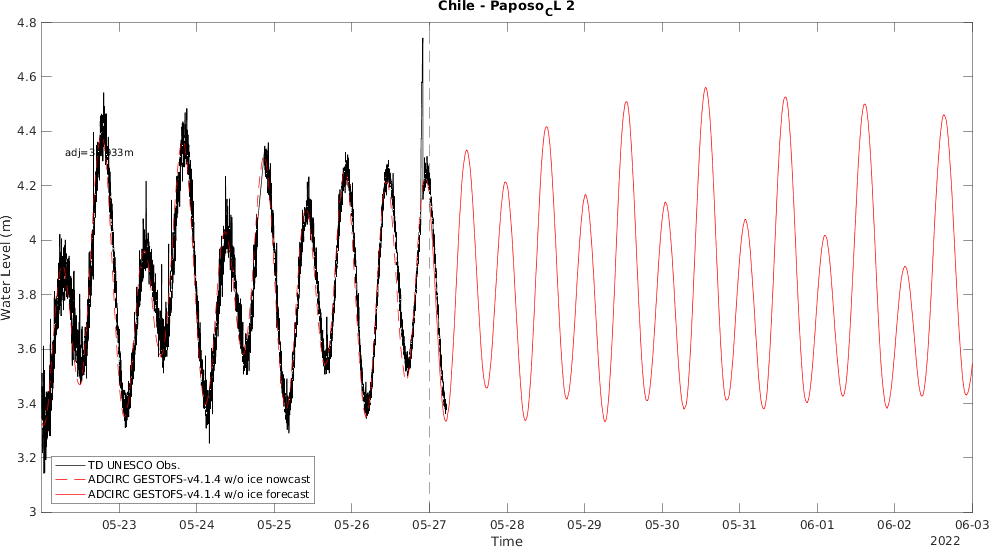 Chile - Paposo_CL 2
4.8
4.6
4.4
4.2
4
3.8
3.6
3.4
3.2
3
Water Level (m)
TD UNESCO Obs.
ADCIRC GESTOFS-v4.1.4 w/o ice nowcast
ADCIRC GESTOFS-v4.1.4 w/o ice forecast
05-23 05-24 05-25 05-26 05-27 05-28 05-29 05-30 05-31 06-01 06-02 06-03
Time
2022